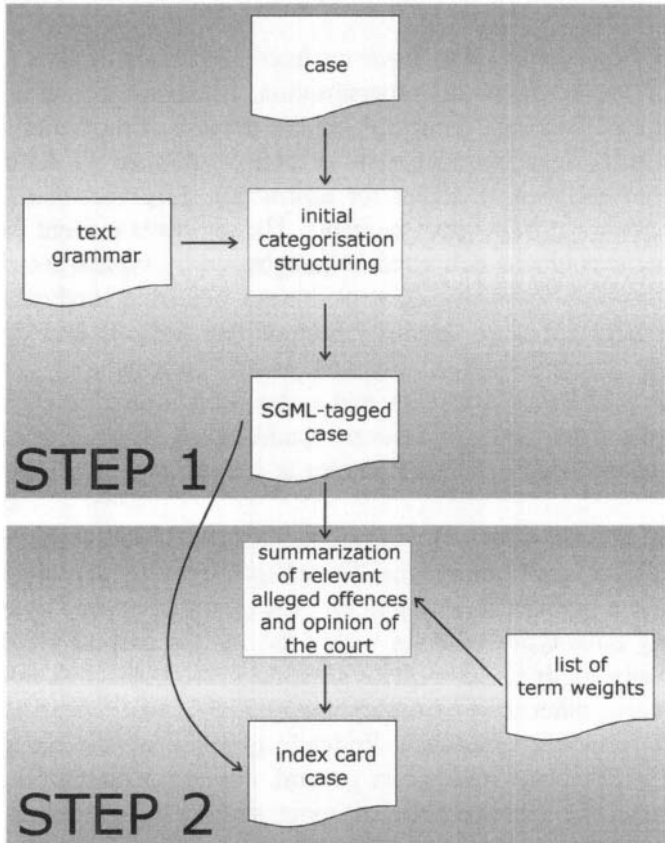 case
text
grammar
initial
categorisation
structuring
SGML-tagged
case
STEP 1
summarization
of relevant
alleged offences
and opinion of
the court
list of
term weights
index card
case
STEP 2